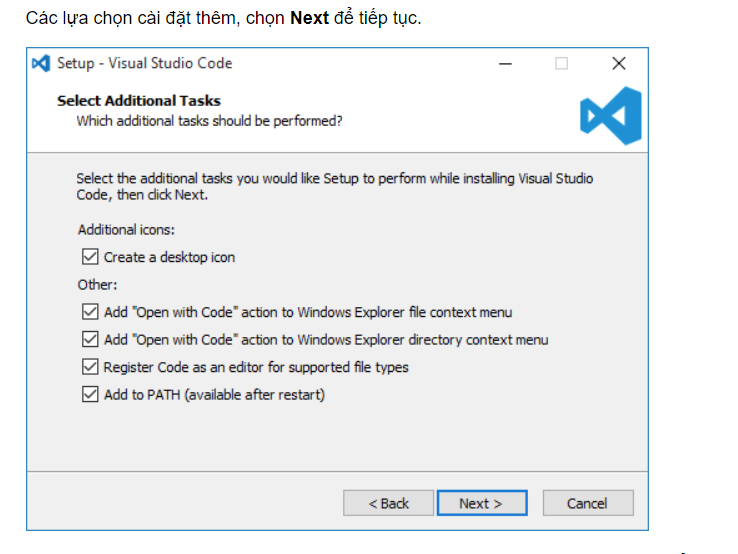 Các lựa chọn cài đặt thêm, chọn Next để tiếp tục.
Setup - Visual Studio Code
Select Additional Tasks
Which additional tasks should be performed?
Select the additional tasks you would like Setup to perform while installing Visual Studio
Code, then click Next.
Additional icons:
Create a desktop icon
Other:
Add "Open with Code" action to Windows Explorer file context menu
Add "Open with Code" action to Windows Explorer directory context menu
Register Code as an editor for supported file types
Add to PATH (available after restart)
< Back Next > Cancel